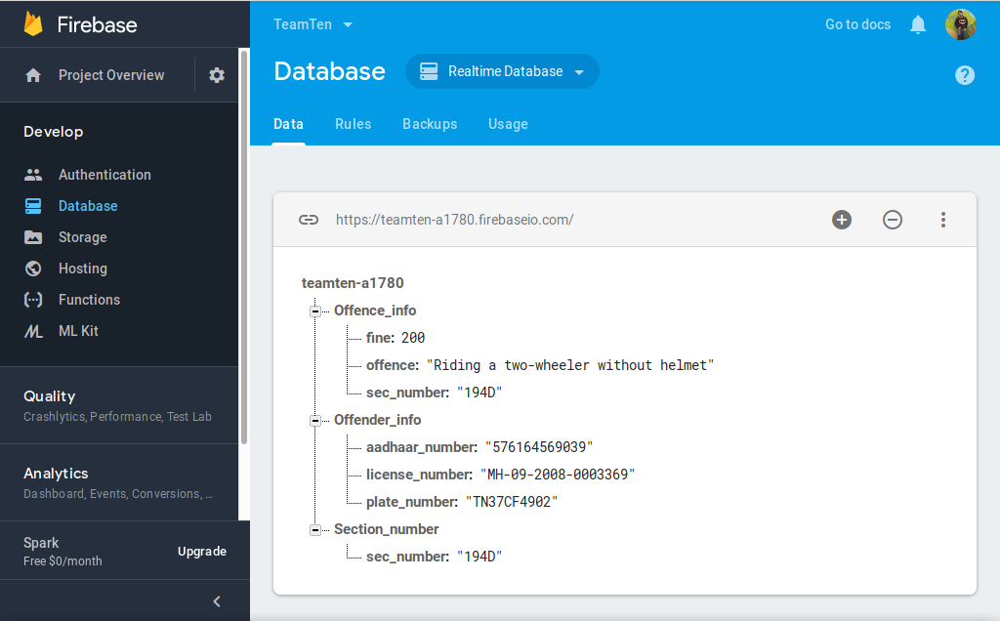 Firebase
Project Overview
Develop
Authentication
Database
Storage
Hosting
Functions
ML Kit
Quality
Crashlytics, Performance, Test Lab
Analytics
Dashboard, Events, Conversions, ...
Spark
Free $0/month
Upgrade
TeamTen
Go to docs
Database
Realtime Database
Data Rules Backups Usage
https://teamten-a1780.firebaseio.com/
teamten-a1780
Offence_info
fine: 200
offence: "Riding a two-wheeler without helmet"
sec_number: "194D"
Offender_info
aadhaar_number: "576164569039"
license_number: "MH-09-2008-0003369"
plate_number: "TN37CF4902"
Section_number
sec_number: "194D"